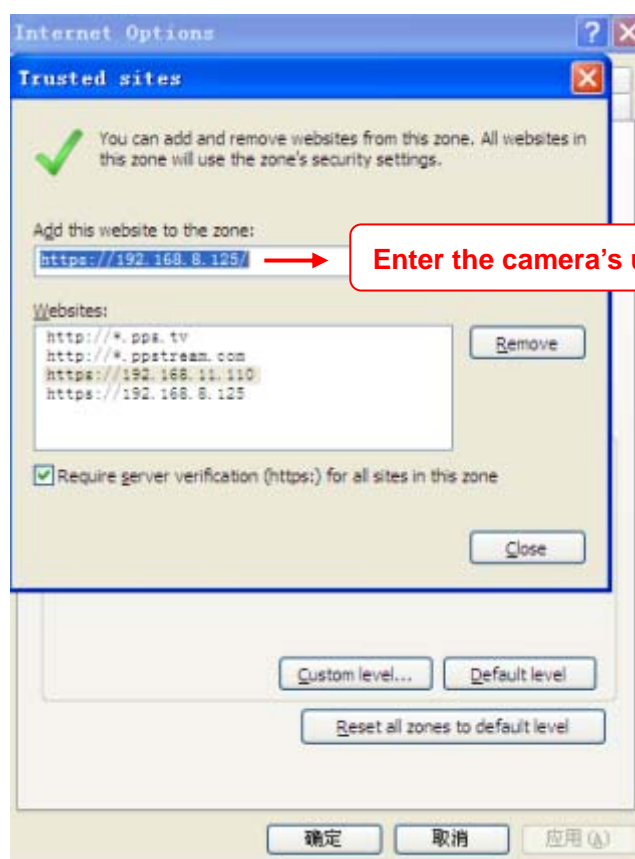 Internet Options
Trusted sites
You can add and remove websites from this zone. All websites in
this zone will use the zone's security settings.
Add this website to the zone:
https://192.168.8.125/
Enter the camera's
Websites:
http://*.pps.tv
http://*.ppstream.com
https://192.168.11.110
https://192.168.8.125
Remove
Require server verification (https:) for all sites in this zone
Close
Custom level...
Default level
Reset all zones to default level
确定
取消
应用(A)